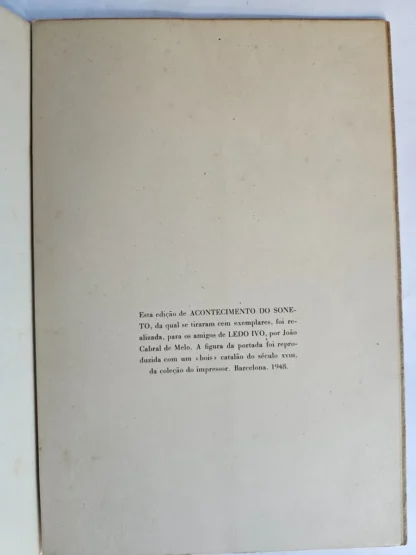 Esta edição de ACONTECIMENTO DO SONE-
TO, da qual se tiraram cem exemplares, foi re-
alizada, para os amigos de LEDO IVO, por João
Cabral de Melo. A figura da portada foi repro-
duzida com um «bois» catalão do século XVIII,
da coleção do impressor. Barcelona, 1948.